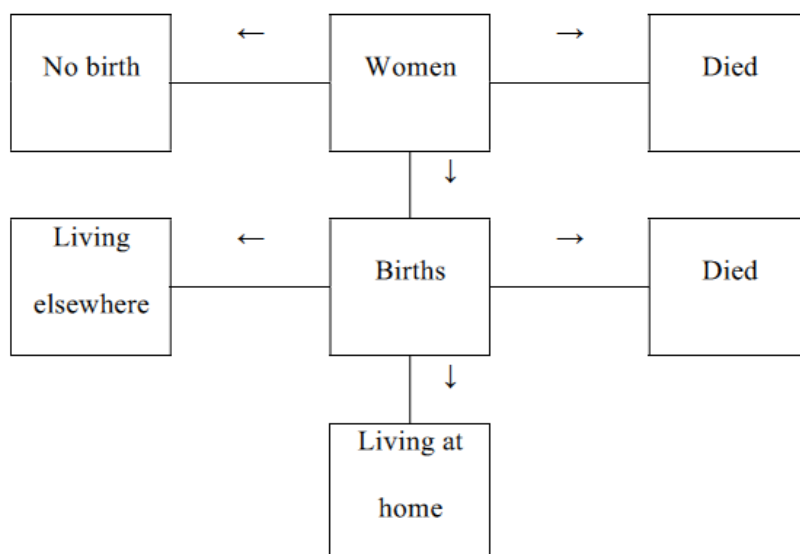 ← →
No birth Women Died
↓
Living ← →
Births Died
elsewhere
↓
Living at
home